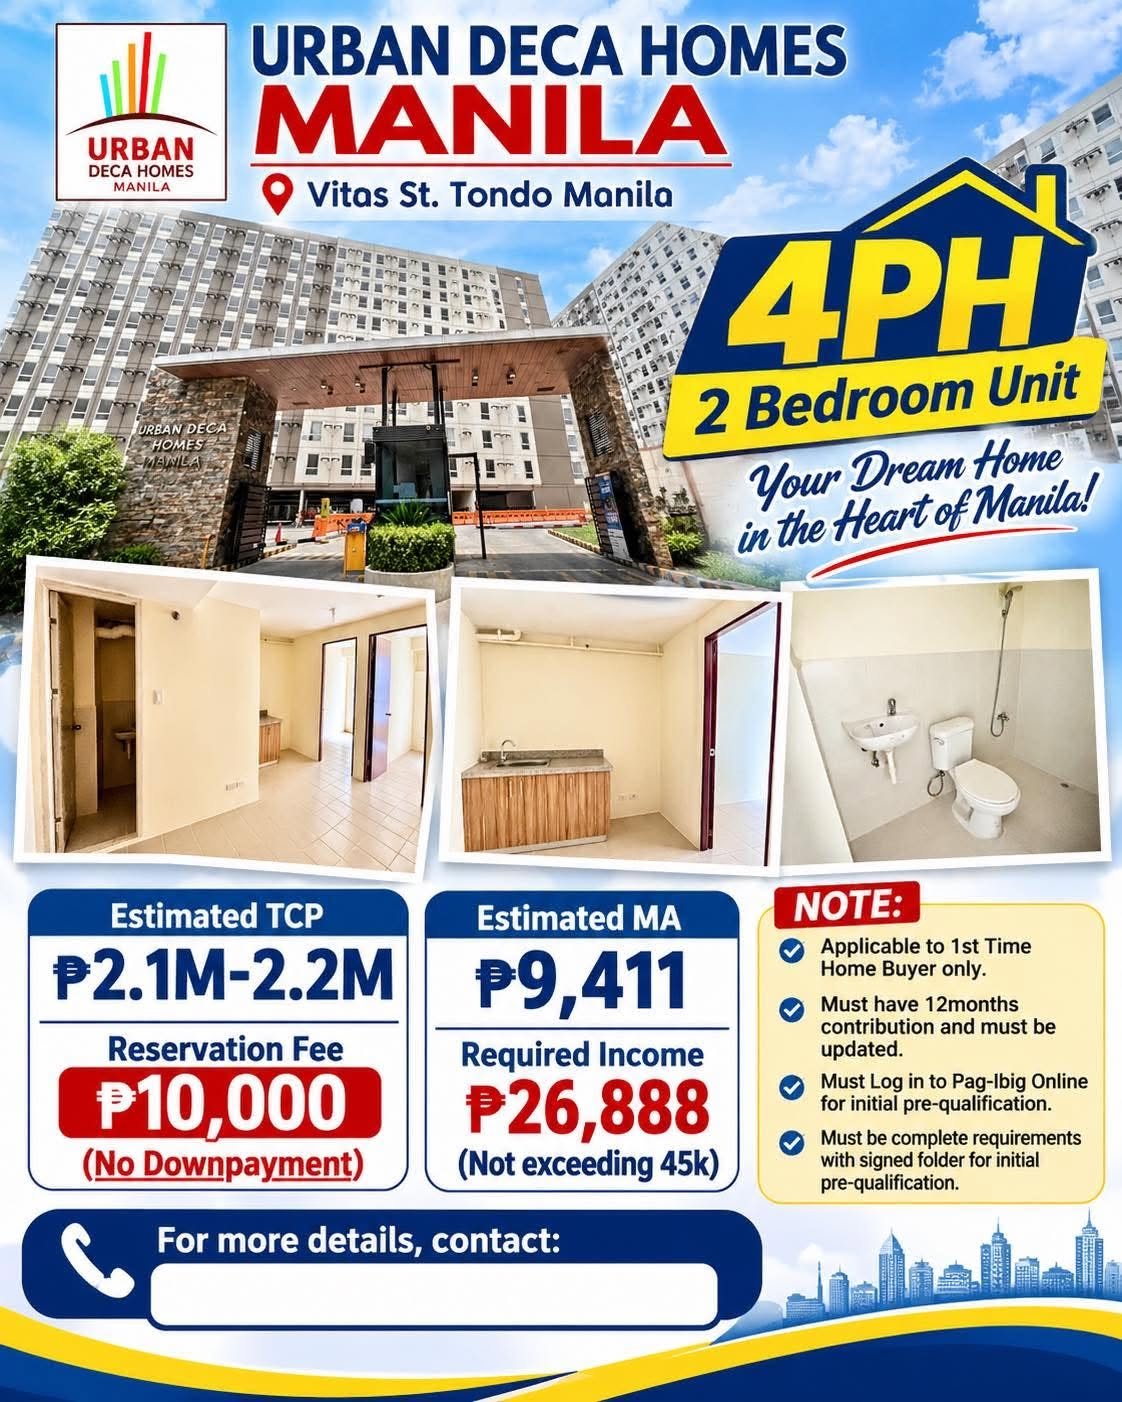 URBAN
DECA HOMES
MANILA
URBAN DECA HOMES
MANILA
Vitas St. Tondo Manila
4PH
2 Bedroom Unit
Your Dream Home
in the Heart of Manila!
URBAN DECA
HOMES
MANILA
Estimated TCP
₱2.1M-2.2M
Reservation Fee
₱10,000
(No Downpayment)
Estimated MA
₱9,411
Required Income
₱26,888
(Not exceeding 45k)
NOTE:
Applicable to 1st Time
Home Buyer only.
Must have 12months
contribution and must be
updated.
Must Log in to Pag-Ibig Online
for initial pre-qualification.
Must be complete requirements
with signed folder for initial
pre-qualification.
For more details, contact: